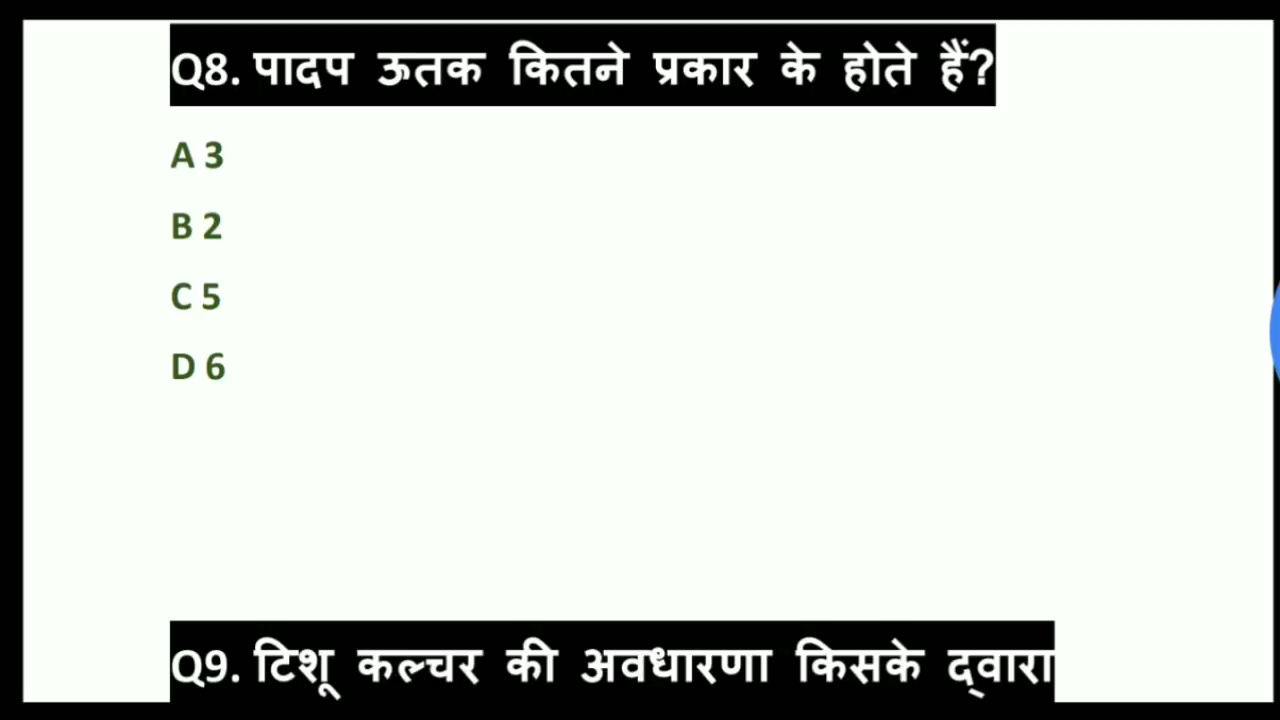 Q8. पादप ऊतक कितने प्रकार के होते हैं?
A 3
B 2
C 5
D 6
Q9. टिशू कल्चर की अवधारणा किसके द्वारा